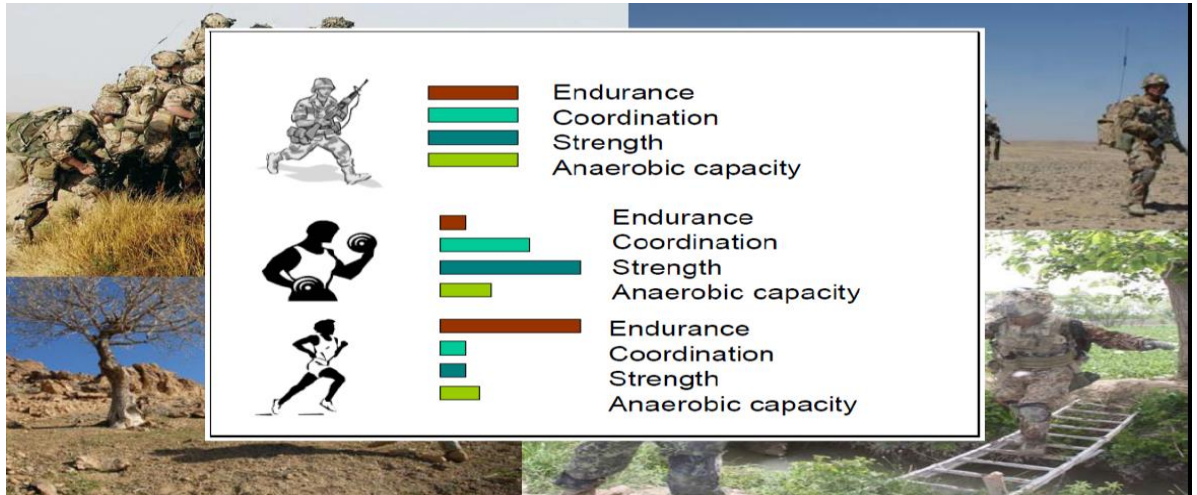 Endurance
Coordination
Strength
Anaerobic capacity
Endurance
Coordination
Strength
Anaerobic capacity
Endurance
Coordination
Strength
Anaerobic capacity